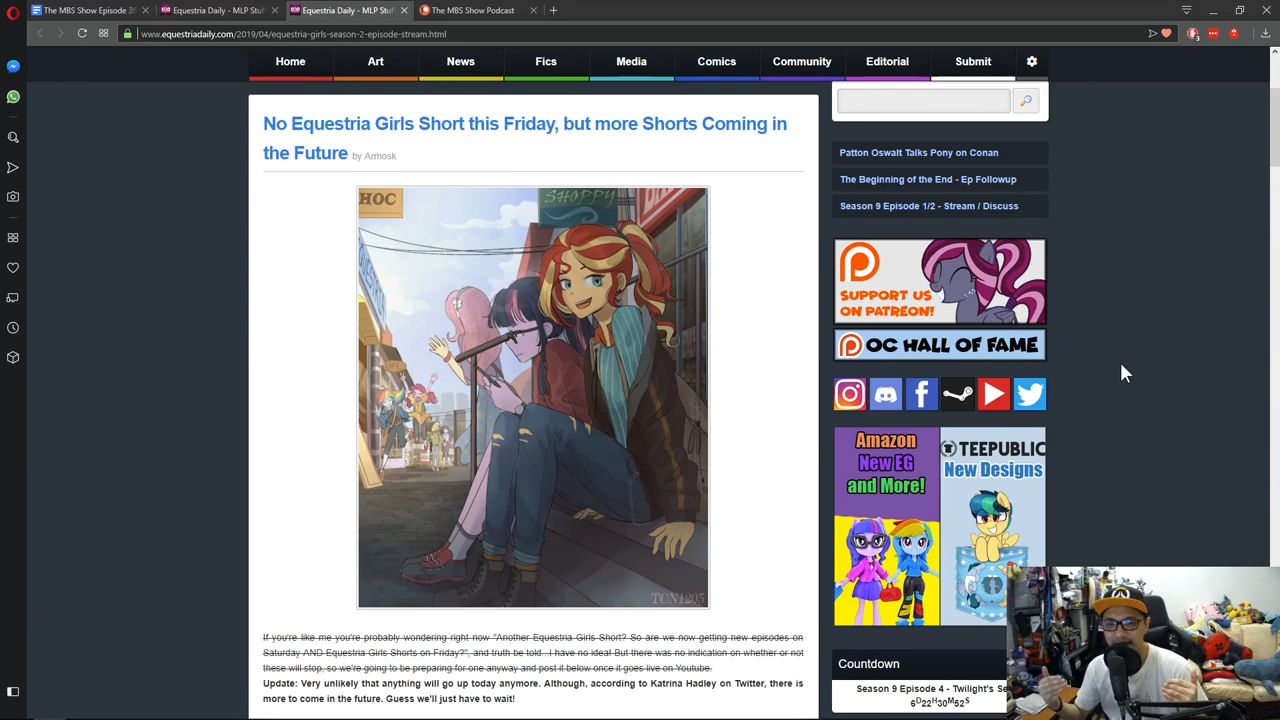 The MBS Show Episode 36
Equestria Daily - MLP Stuf
Equestria Daily - MLP Stuf
The MBS Show Podcast
www.equestriadaily.com/2019/04/equestria-girls-season-2-episode-stream.html
Home
Art
News
Fics
Media
Comics
Community
Editorial
Submit
No Equestria Girls Short this Friday, but more Shorts Coming in
the Future by Armosk
HOC
SHOPPY
TCN1205
If you're like me you're probably wondering right now "Another Equestria Girls Short? So are we now getting new episodes on
Saturday AND Equestria Girls Shorts on Friday?", and truth be told...I have no idea! But there was no indication on whether or not
these will stop, so we're going to be preparing for one anyway and post it below once it goes live on Youtube.
Update: Very unlikely that anything will go up today anymore. Although, according to Katrina Hadley on Twitter, there is
more to come in the future. Guess we'll just have to wait!
Patton Oswalt Talks Pony on Conan
The Beginning of the End - Ep Followup
Season 9 Episode 1/2 - Stream / Discuss
SUPPORT US
ON PATREON!
OC HALL OF FAME
Amazon
New EG
and More!
TEEPUBLIC
New Designs
Countdown
Season 9 Episode 4 - Twilight's Se
6D22H30M52S